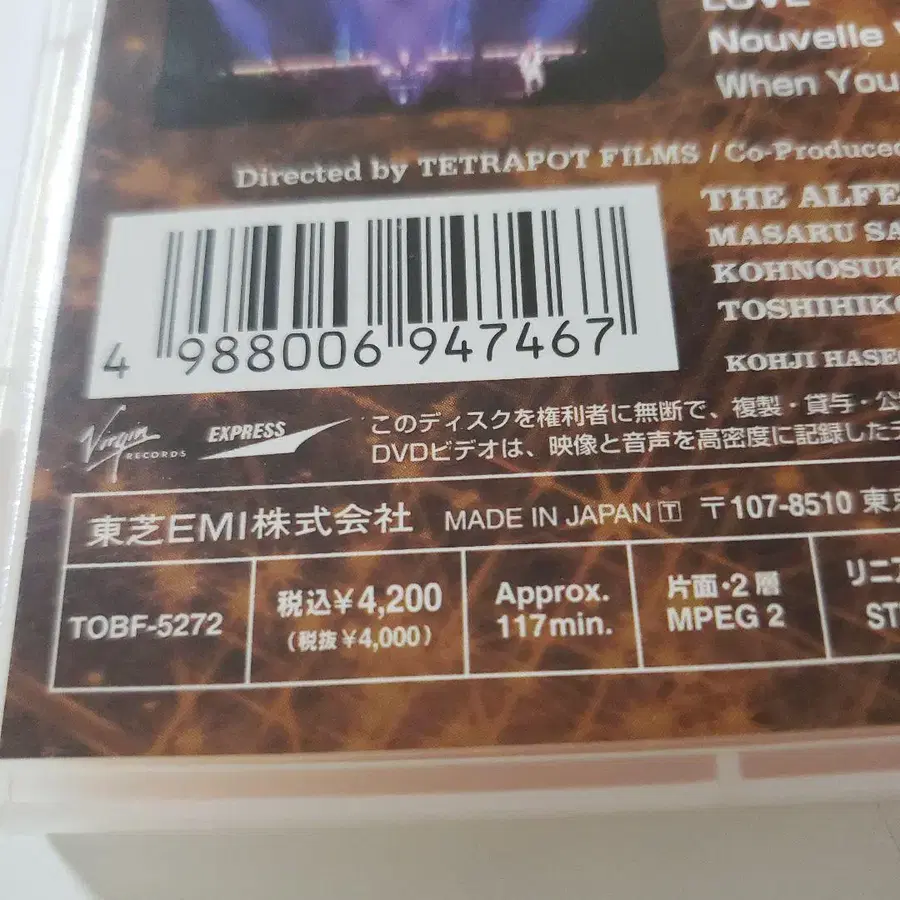 LOVE
Nouvelle
When You
Directed by TETRAPOT FILMS / Co-Produced
THE ALFE
MASARU SA
KOHNOSUK
TOSHIHIKO
KOHJI HASEG
4 988006 947467
Virgin RECORDS
EXPRESS
このディスクを権利者に無断で、複製・貸与・公
DVDビデオは、映像と音声を高密度に記録したデ
東芝EMI株式会社 MADE IN JAPAN T 〒107-8510 東京
TOBF-5272
税込¥4,200
(税抜¥4,000)
Approx.
117min.
片面・2層
MPEG 2
リニア
ST